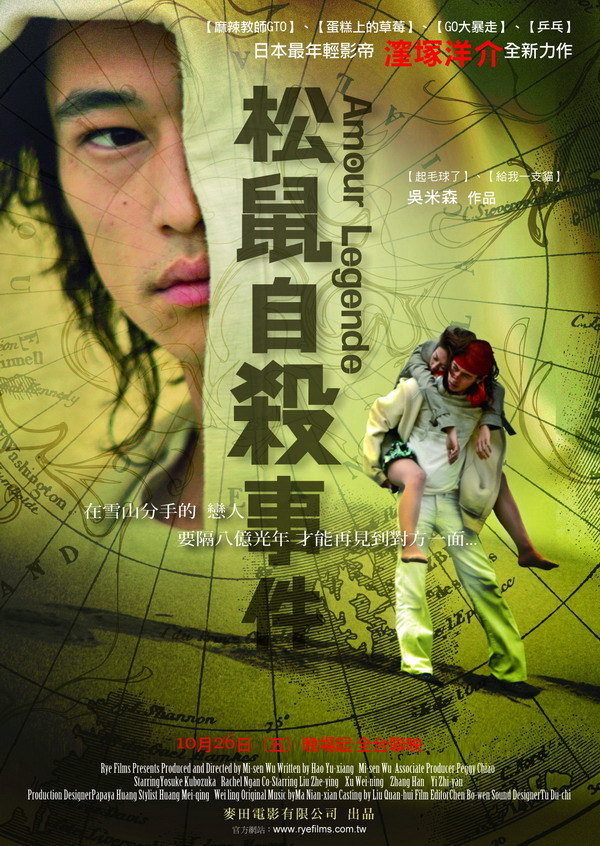 【麻辣教師GTO】、【蛋糕上的草莓】、【GO大暴走】、【乒乓】
日本最年輕影帝 漥塚洋介 全新力作
松鼠自殺事件
Amour Legende
【起毛球了】、【給我一支貓】
吳米森 作品
在雪山分手的 戀人
要隔八億光年 才能再見到對方一面...
10月26日（五）晚場起 全台聯映
Rye Films Presents Produced and Directed by Mi-sen Wu Written by Hao Yu-xiang Mi-sen Wu Associate Producer Peggy Chiao
StarringYosuke Kubozuka Rachel Ngan Co-Starring Liu Zhe-ying Xu Wei-ning Zhang Han Yi Zhi-yan
Production DesignerPapaya Huang Stylist Huang Mei-qing Wei ling Original Music byMa Nian-xian Casting by Liu Quan-hui Film EditorChen Bo-wen Sound DesignerTu Du-chi
麥田電影有限公司 出品
官方網站：www.ryefilms.com.tw
Washington
Kennedy
Shannon
75°